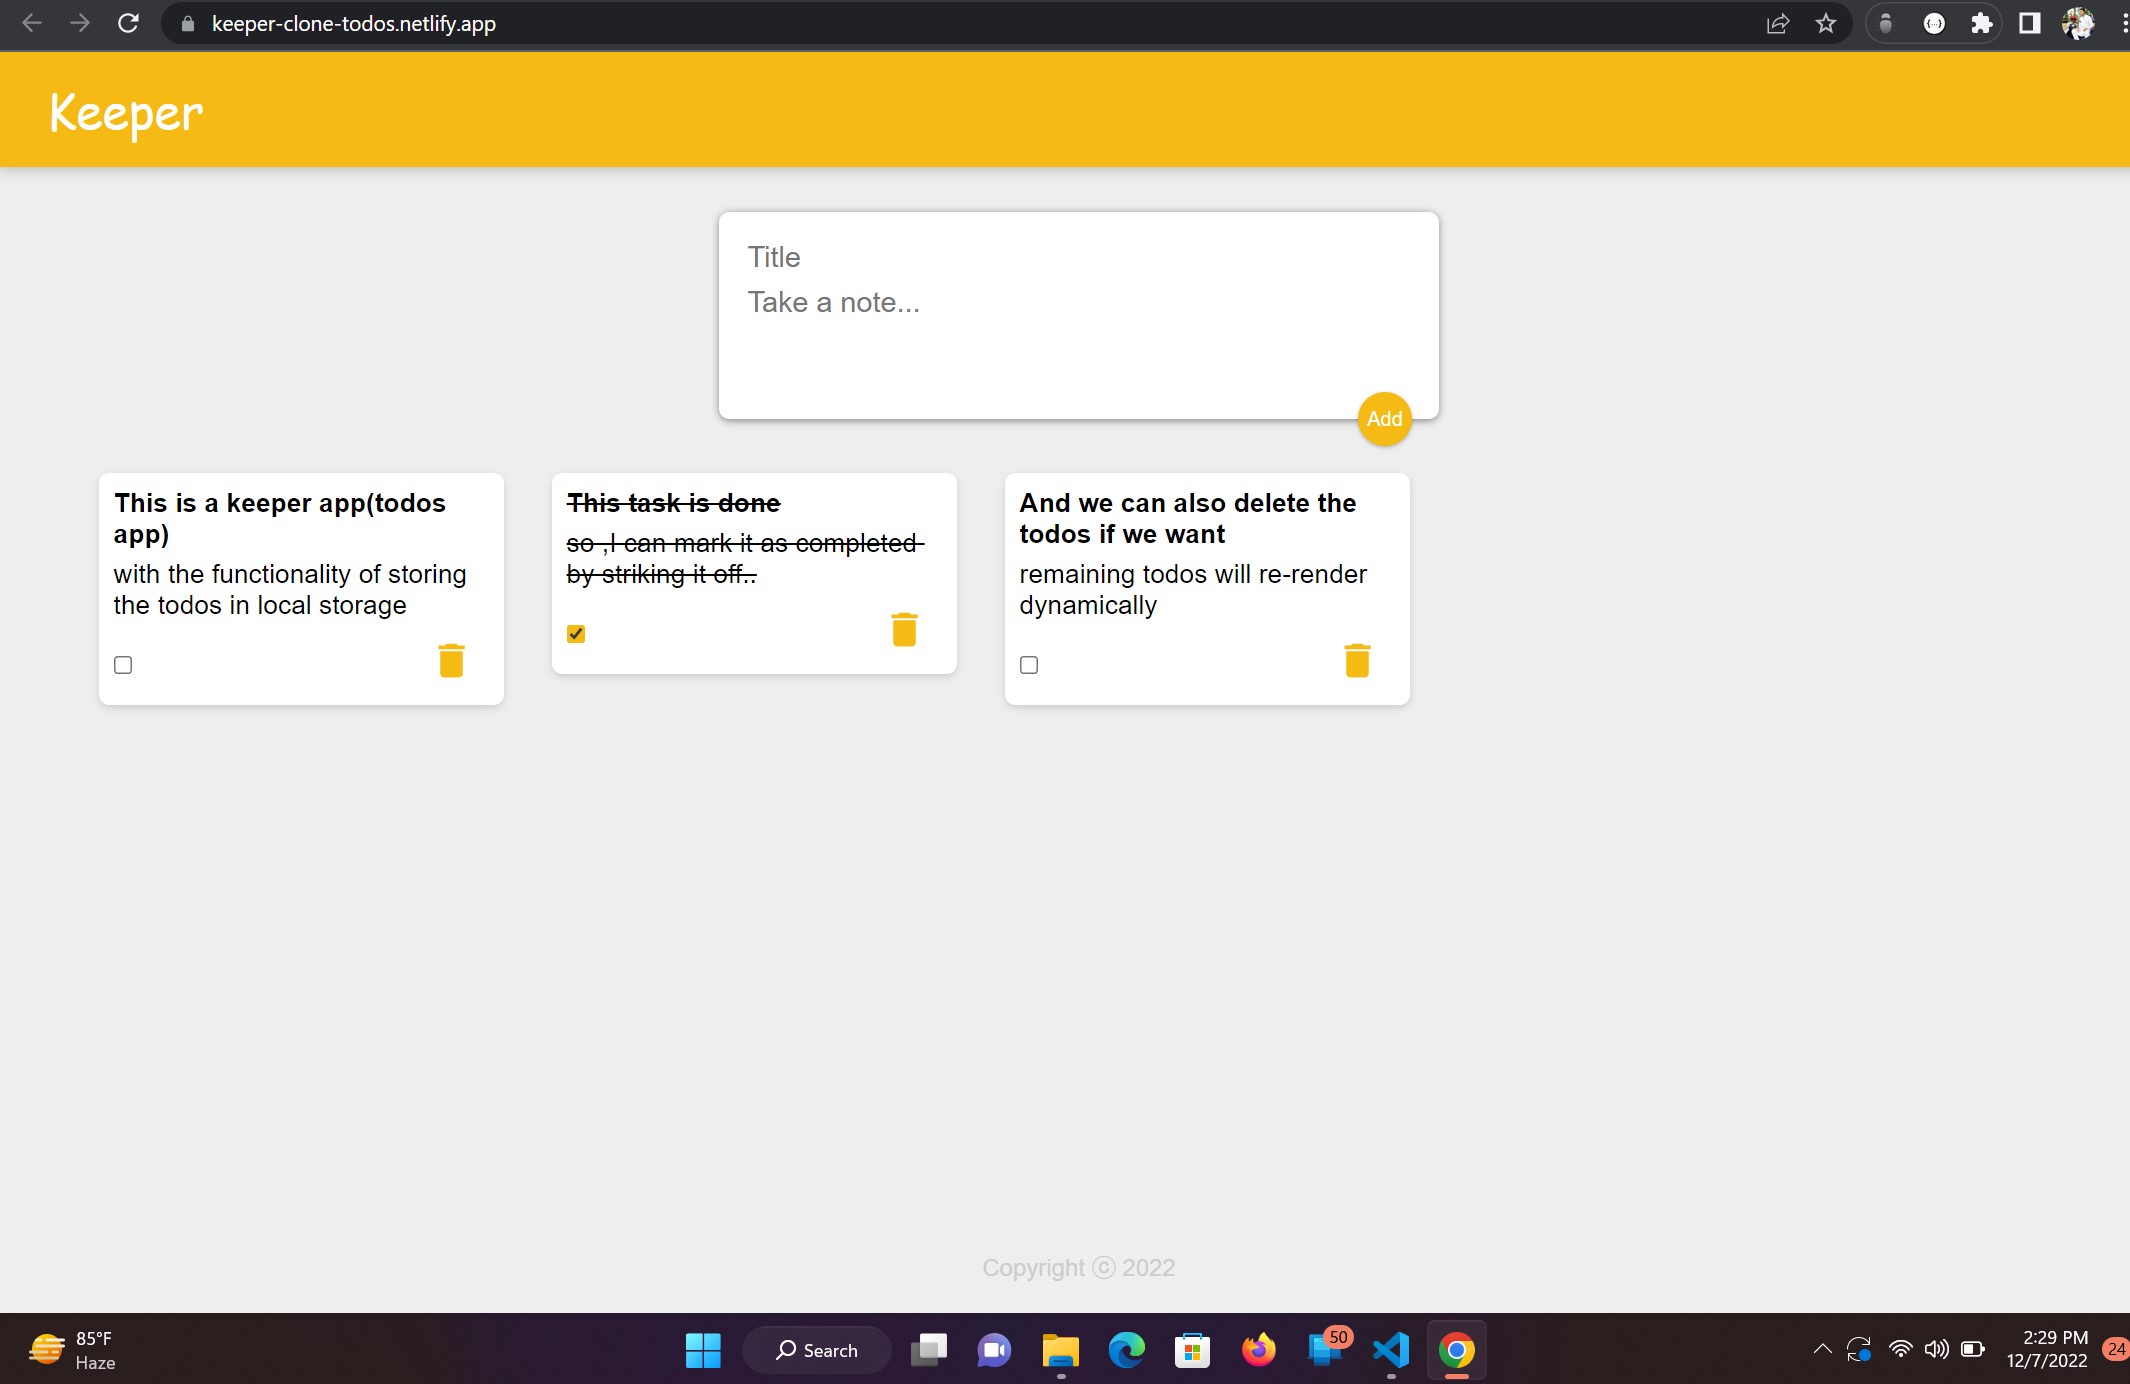 keeper-clone-todos.netlify.app
Keeper
Title
Take a note...
Add
This is a keeper app(todos
app)
with the functionality of storing
the todos in local storage
This task is done
so ,I can mark it as completed
by striking it off..
And we can also delete the
todos if we want
remaining todos will re-render
dynamically
Copyright ⓒ 2022
85°F
Haze
Search
50
2:29 PM
12/7/2022
24